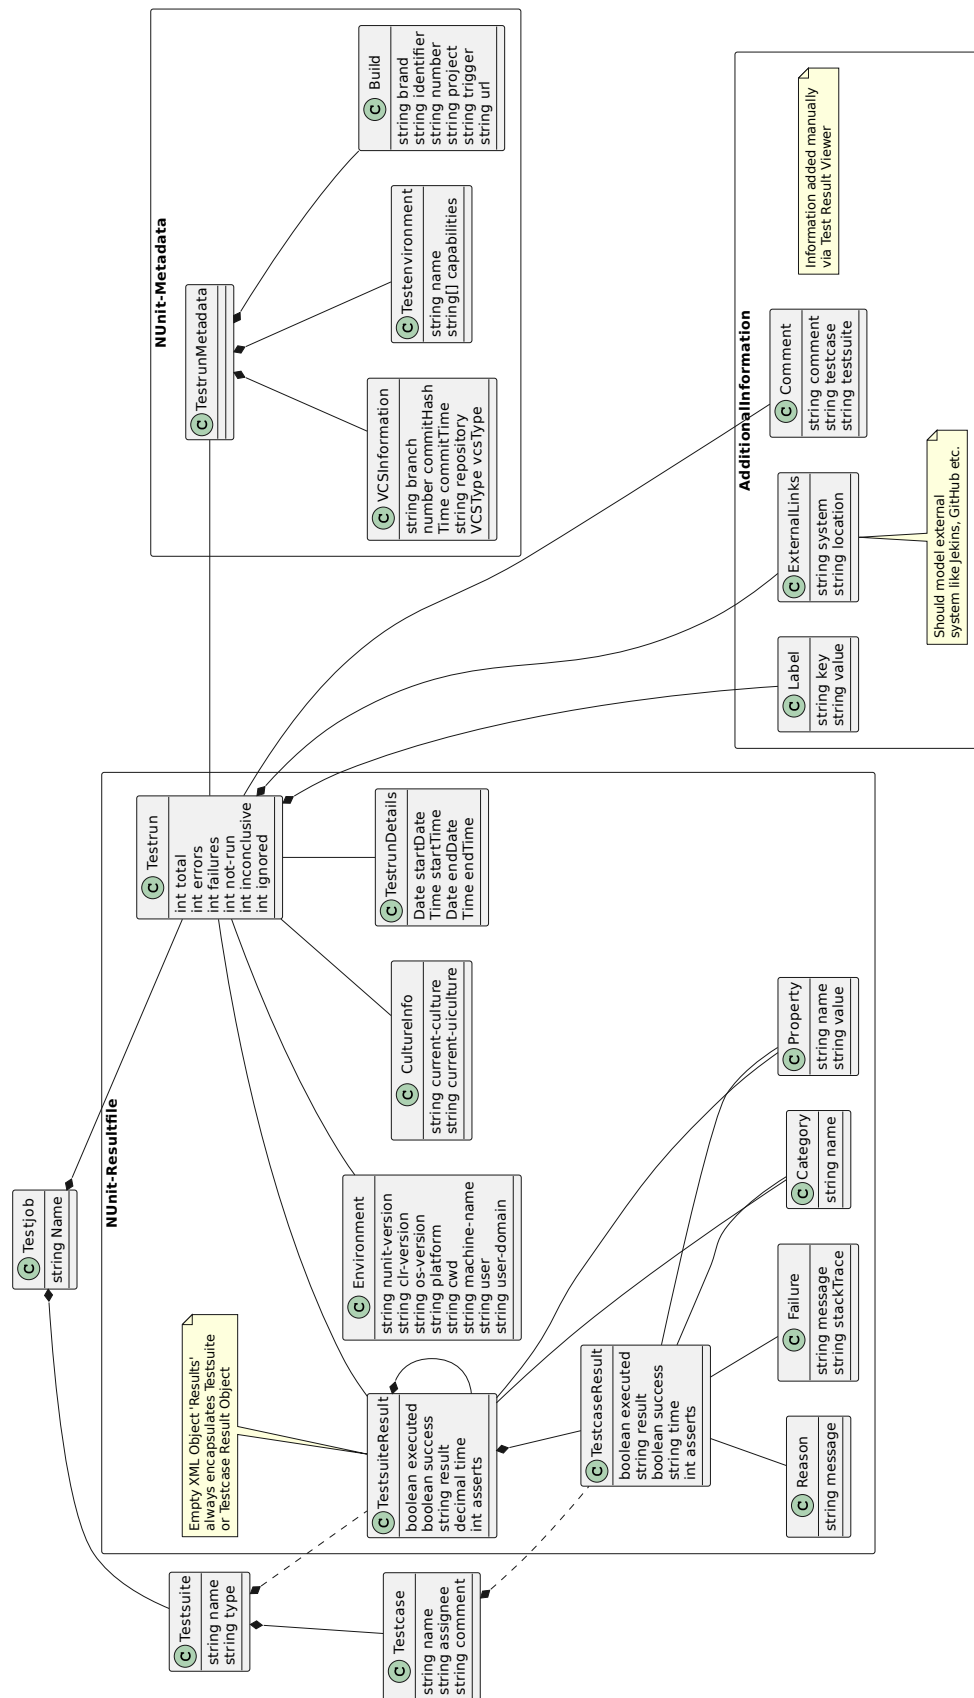 NUnit-Metadata
C Build
string brand
string identifier
string number
string project
string trigger
string url
C Testenvironment
string name
string[] capabilities
C TestrunMetadata
C VCSInformation
string branch
number commitHash
Time commitTime
string repository
VCSType vcsType
AdditionalInformation
Information added manually
via Test Result Viewer
C Comment
string comment
string testcase
string testsuite
C ExternalLinks
string system
string location
Should model external
system like Jekins, GitHub etc.
C Label
string key
string value
NUnit-Resultfile
C Testrun
int total
int errors
int failures
int not-run
int inconclusive
int ignored
C TestrunDetails
Date startDate
Time startTime
Date endDate
Time endTime
C CultureInfo
string current-culture
string current-uiculture
C Property
string name
string value
C Category
string name
C Environment
string nunit-version
string clr-version
string os-version
string platform
string cwd
string machine-name
string user
string user-domain
C Failure
string message
string stackTrace
C Testjob
string Name
Empty XML Object 'Results'
always encapsulates Testsuite
or Testcase Result Object
C TestsuiteResult
boolean executed
boolean success
string result
decimal time
int asserts
C TestcaseResult
boolean executed
string result
boolean success
string time
int asserts
C Reason
string message
C Testsuite
string name
string type
C Testcase
string name
string assignee
string comment